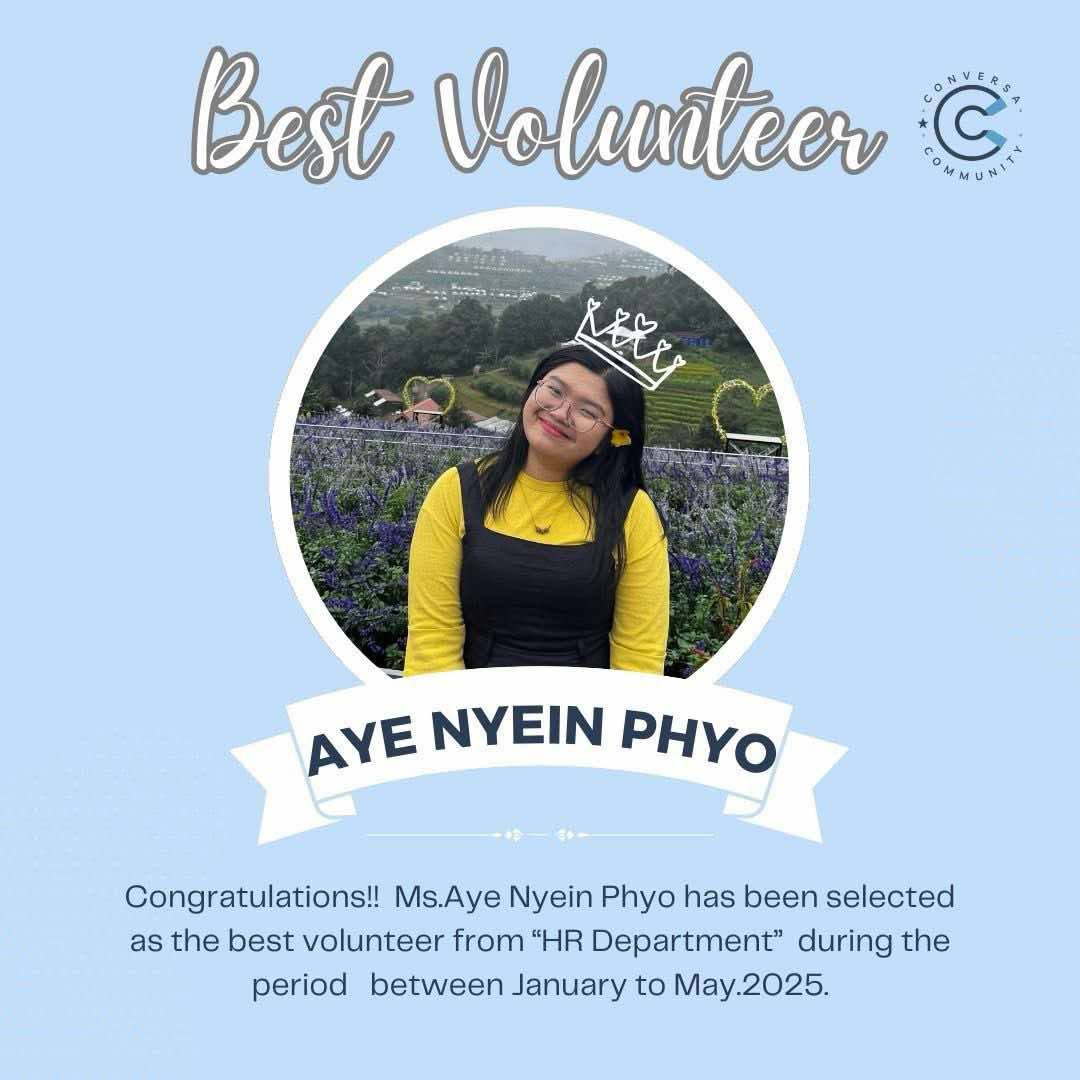 Best Volunteer
CONVERSA
COMMUNITY
AYE NYEIN PHYO
Congratulations!!  Ms.Aye Nyein Phyo has been selected
as the best volunteer from “HR Department”  during the
period   between January to May.2025.